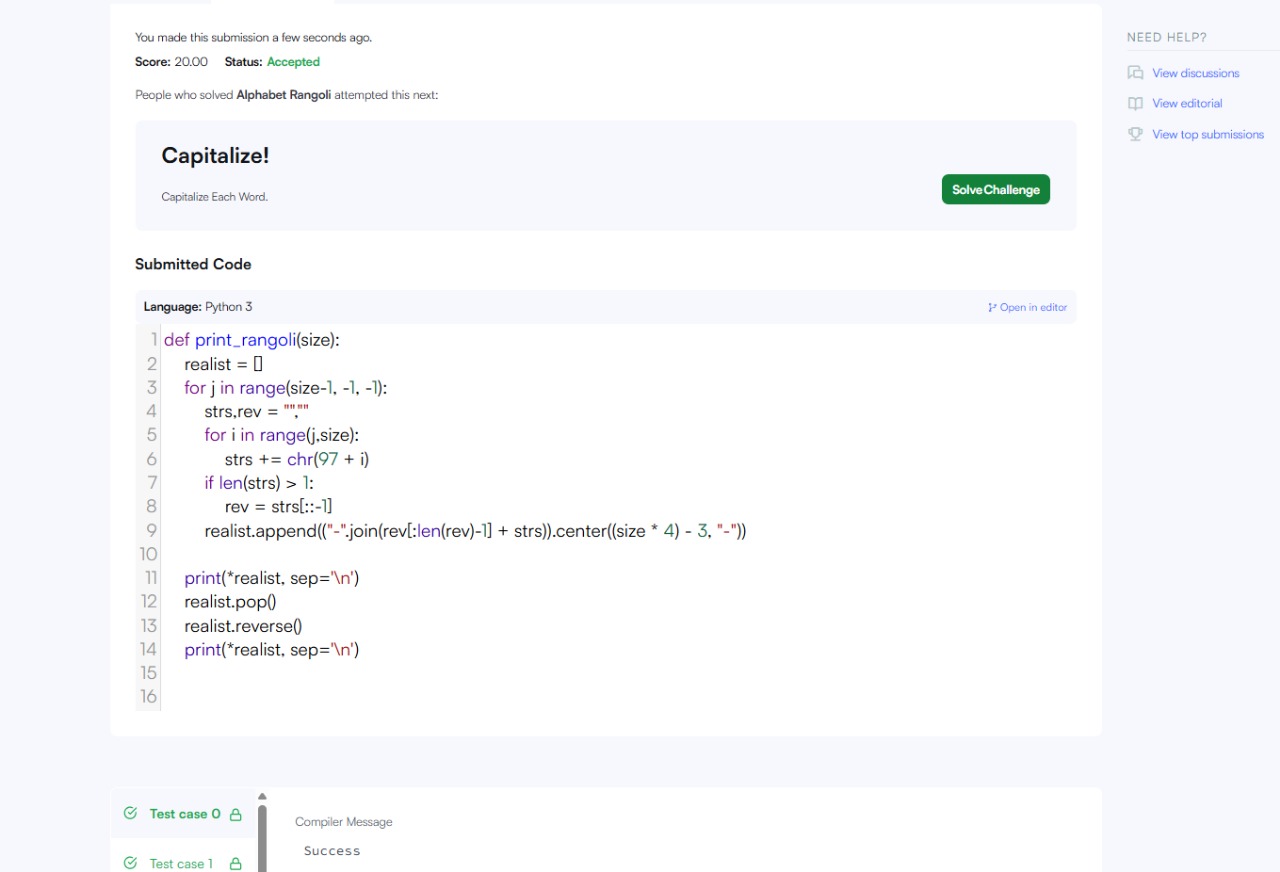 You made this submission a few seconds ago.
Score: 20.00 Status: Accepted
People who solved Alphabet Rangoli attempted this next:
Capitalize!
Capitalize Each Word.
Solve Challenge
Submitted Code
Language: Python 3
Open in editor
1 def print_rangoli(size):
2     realist = []
3     for j in range(size-1, -1, -1):
4         strs,rev = "",""
5         for i in range(j,size):
6             strs += chr(97 + i)
7         if len(strs) > 1:
8             rev = strs[::-1]
9         realist.append(("-".join(rev[:len(rev)-1] + strs)).center((size * 4) - 3, "-"))
10
11     print(*realist, sep='\n')
12     realist.pop()
13     realist.reverse()
14     print(*realist, sep='\n')
15
16
NEED HELP?
View discussions
View editorial
View top submissions
Test case 0
Test case 1
Compiler Message
Success